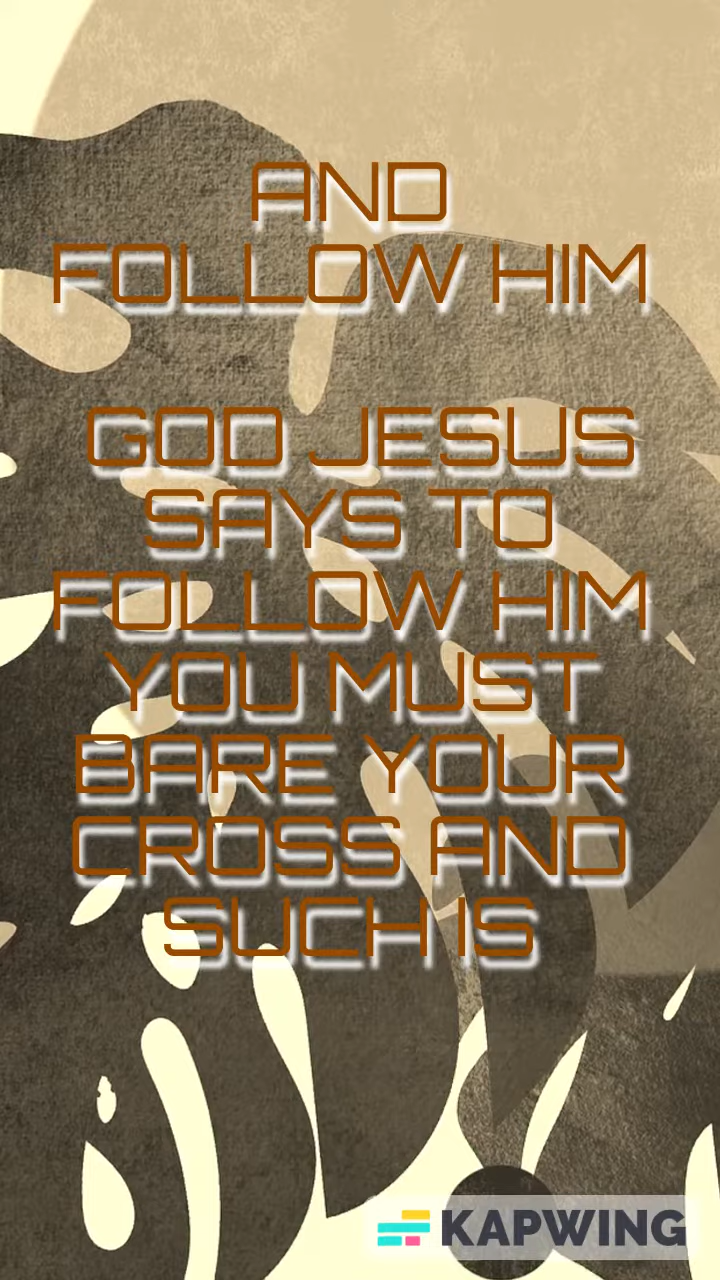 AND
FOLLOW HIM
GOD JESUS
SAYS TO
FOLLOW HIM
YOU MUST
BARE YOUR
CROSS AND
SUCH IS
KAPWING